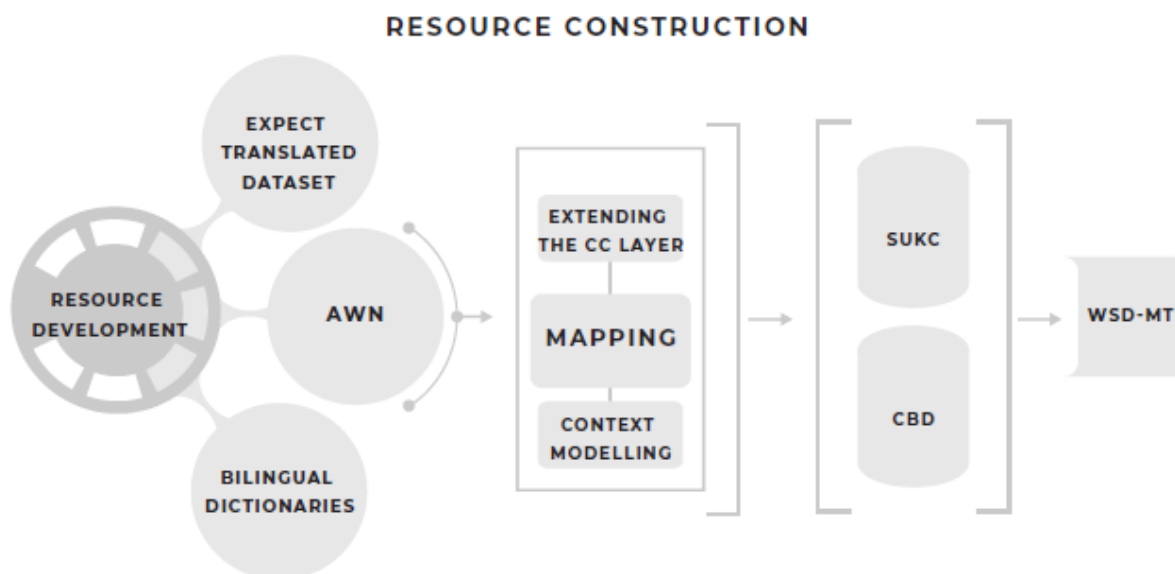 RESOURCE CONSTRUCTION
EXPECT
TRANSLATED
DATASET
RESOURCE
DEVELOPMENT
AWN
BILINGUAL
DICTIONARIES
EXTENDING
THE CC LAYER
MAPPING
CONTEXT
MODELLING
SUKC
CBD
WSD-MT